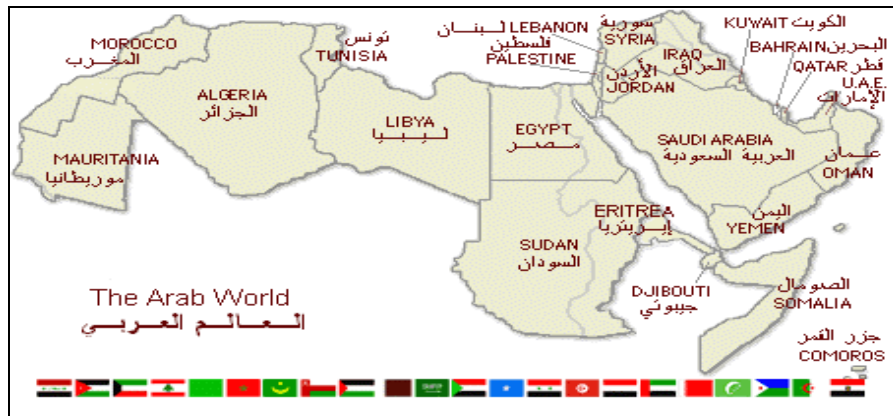 MOROCCO
المغرب
تونس
TUNISIA
ALGERIA
الجزائر
LIBYA
ليبيا
EGYPT
مصر
MAURITANIA
موريطانيا
SUDAN
السودان
ERITREA
إيريتريا
DJIBOUTI
جيبوتي
الصومال
SOMALIA
جزر القمر
COMOROS
LEBANON لبنان
فلسطين
PALESTINE
سورية
SYRIA
الأردن
JORDAN
IRAQ
العراق
KUWAIT الكويت
BAHRAIN البحرين
QATAR قطر
U.A.E.
الإمارات
SAUDI ARABIA
العربية السعودية
عمان
OMAN
اليمن
YEMEN
The Arab World
العالم العربي